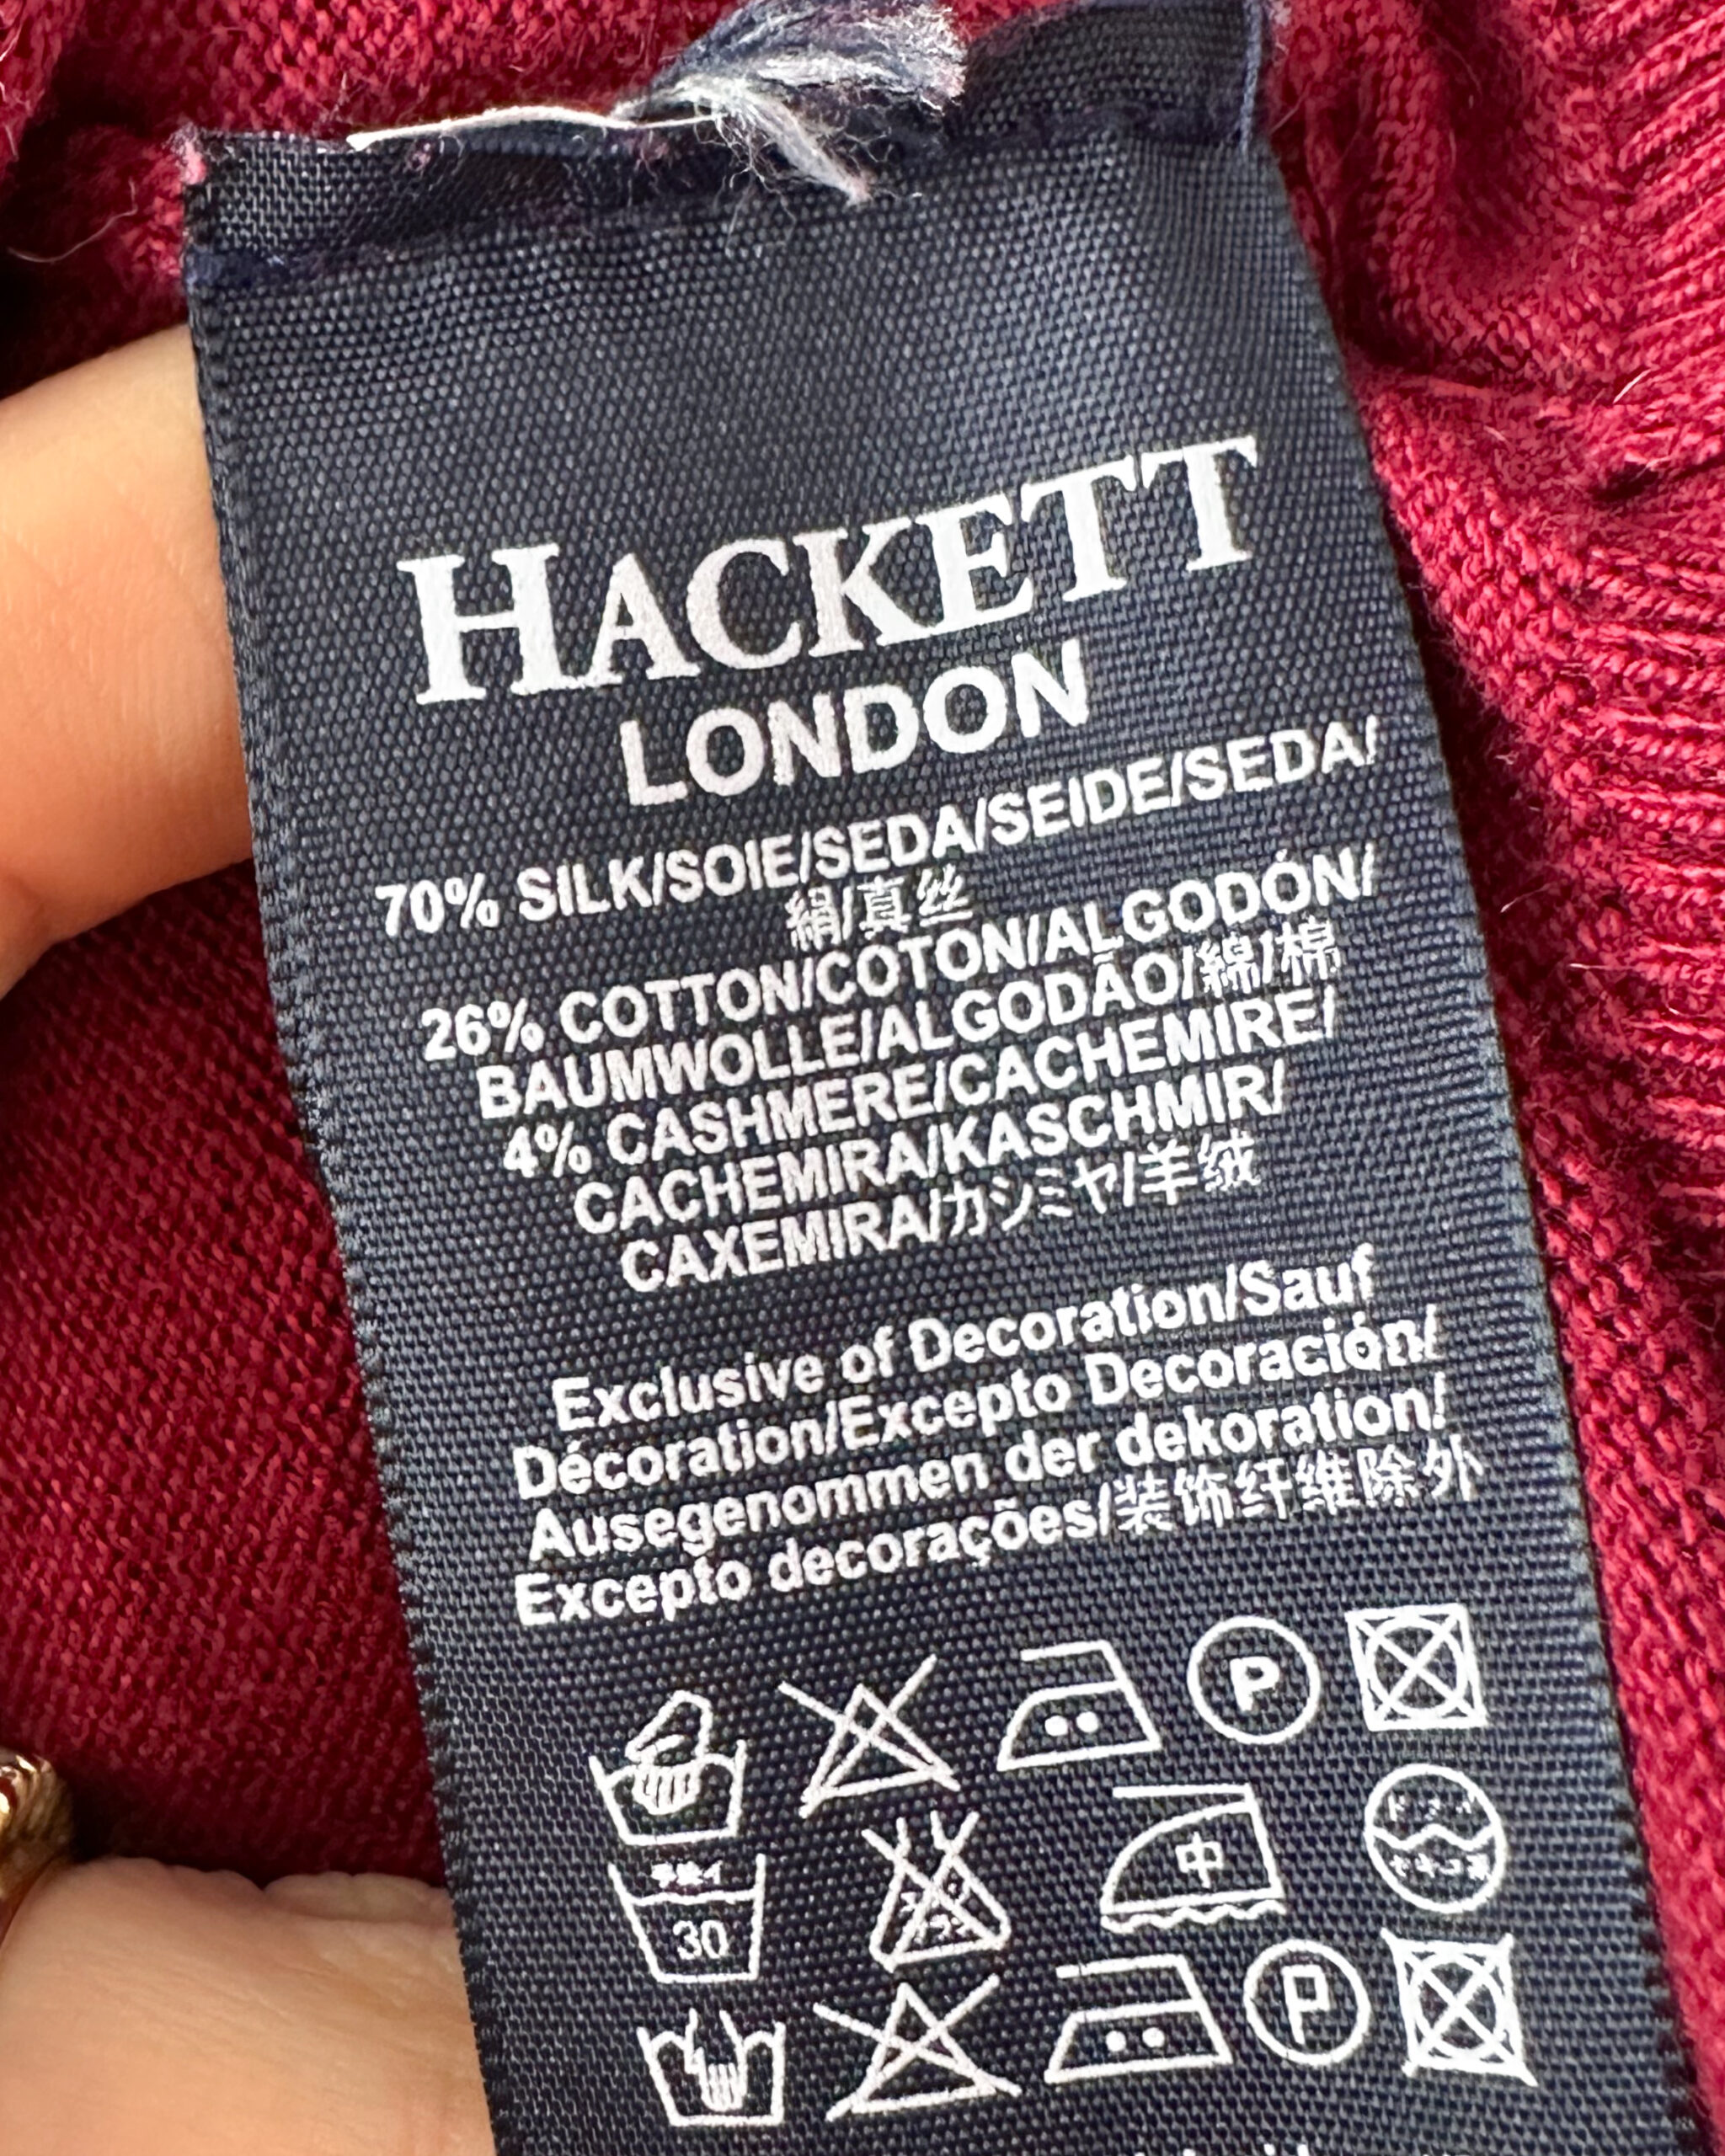 HACKETT
LONDON
70% SILK/SOIE/SEDA/SEIDE/SEDA/
絹/真丝
26% COTTON/COTON/ALGODÓN/
BAUMWOLLE/ALGODÃO/綿/棉
4% CASHMERE/CACHEMIRE/
CACHEMIRA/KASCHMIR/
CAXEMIRA/カシミヤ/羊绒
Exclusive of Decoration/Sauf
Décoration/Excepto Decoración/
Ausegenommen der dekoration/
Excepto decorações/装饰纤维除外
P
中
30
P